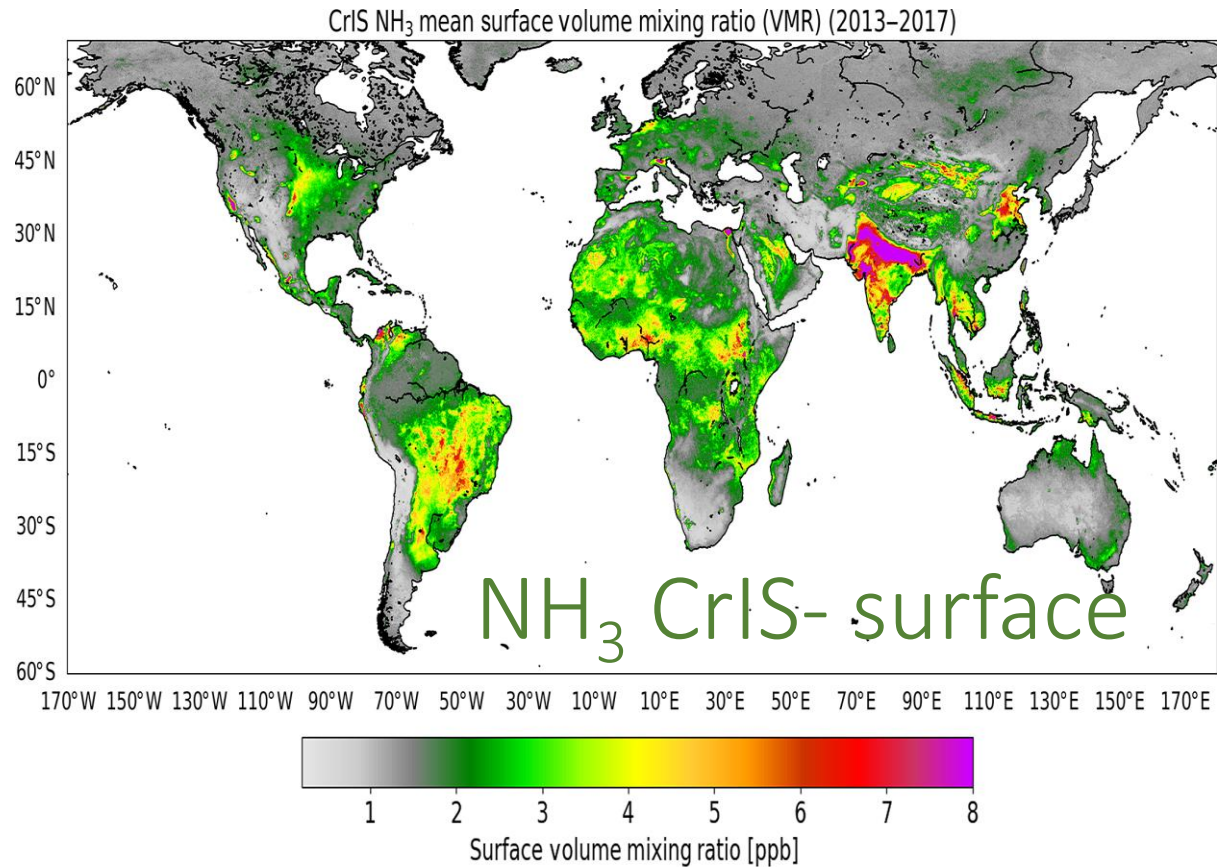 CrIS NH₃ mean surface volume mixing ratio (VMR) (2013–2017)
60°N
45°N
30°N
15°N
0°
15°S
30°S
45°S
60°S
NH₃ CrIS- surface
170°W 150°W 130°W 110°W 90°W 70°W 50°W 30°W 10°W 10°E 30°E 50°E 70°E 90°E 110°E 130°E 150°E 170°E
1 2 3 4 5 6 7 8
Surface volume mixing ratio [ppb]